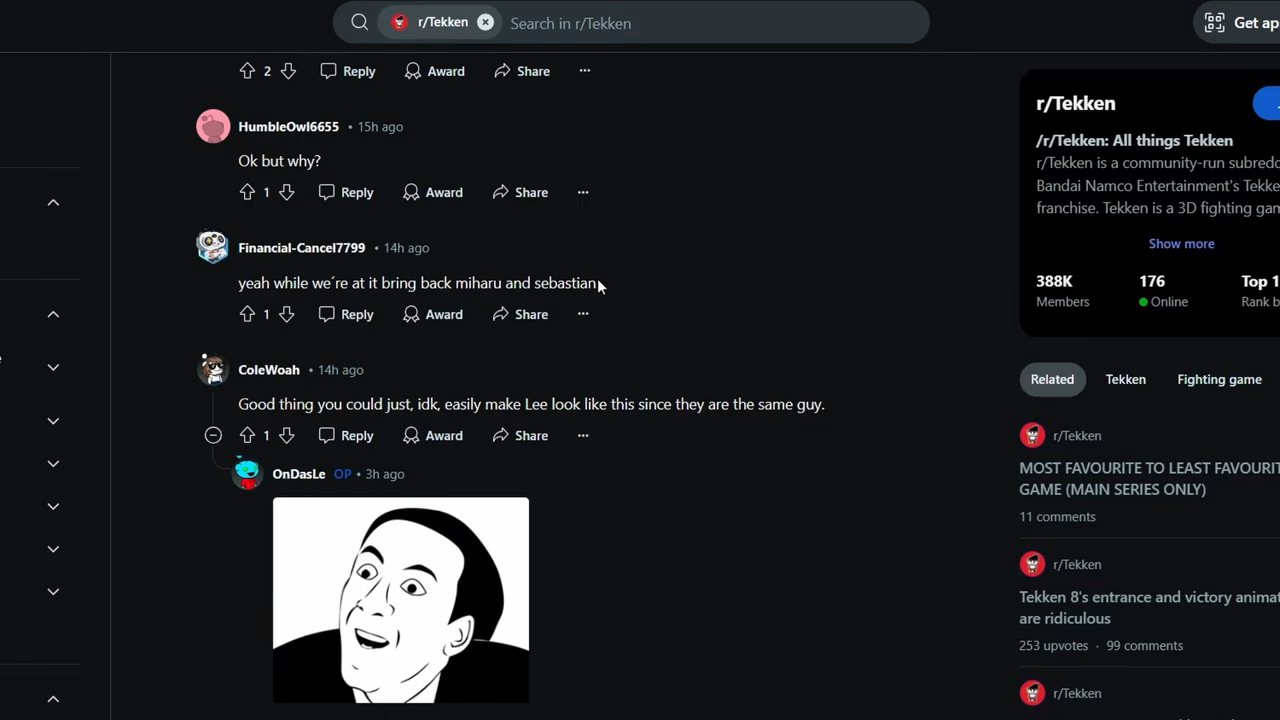 r/Tekken
Search in r/Tekken
Get ap
2 Reply Award Share
HumbleOwl6655 • 15h ago
Ok but why?
1 Reply Award Share
Financial-Cancel7799 • 14h ago
yeah while we´re at it bring back miharu and sebastian
1 Reply Award Share
ColeWoah • 14h ago
Good thing you could just, idk, easily make Lee look like this since they are the same guy.
1 Reply Award Share
OnDasLe OP • 3h ago
r/Tekken
/r/Tekken: All things Tekken
r/Tekken is a community-run subredd
Bandai Namco Entertainment's Tekke
franchise. Tekken is a 3D fighting gam
Show more
388K 176 Top 1
Members Online Rank b
Related Tekken Fighting game
r/Tekken
MOST FAVOURITE TO LEAST FAVOURIT
GAME (MAIN SERIES ONLY)
11 comments
r/Tekken
Tekken 8's entrance and victory animat
are ridiculous
253 upvotes · 99 comments
r/Tekken